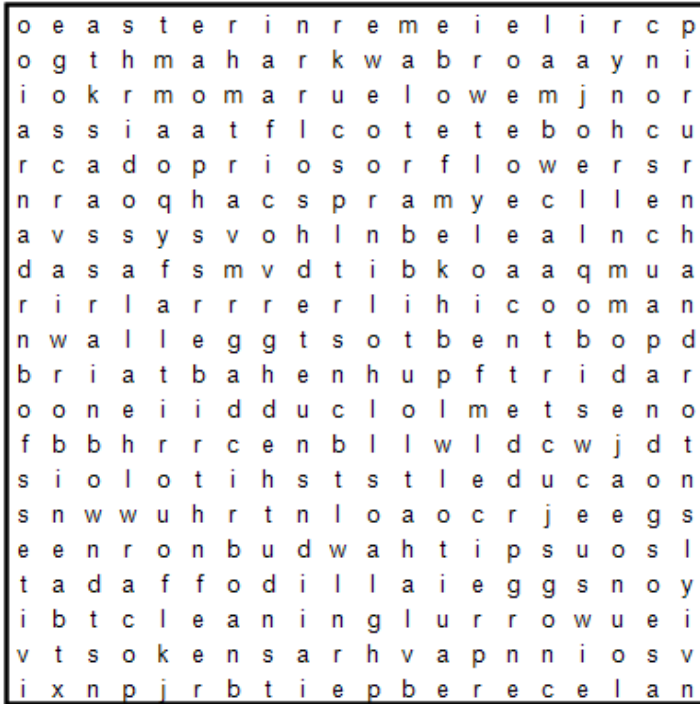 o e a s t e r i n r e m e i e l i r c p
o g t h m a h a r k w a b r o a a y n i
i o k r m o m a r u e l o w e m j n o r
a s s i a a t f l c o t e t e b o h c u
r c a d o p r i o s o r f l o w e r s r
n r a o q h a c s p r a m y e c l l e n
a v s s y s v o h l n b e l e a l n c h
d a s a f s m v d t i b k o a a q m u a
r i r l a r r r e r l i h i c o o m a n
n w a l l e g g t s o t b e n t b o p d
b r i a t b a h e n h u p f t r i d a r
o o n e i i d d u c l o l m e t s e n o
f b b h r r c e n b l l w l d c w j d t
s i o l o t i h s t s t l e d u c a o n
s n w w u h r t n l o a o c r j e e g s
e e n r o n b u d w a h t i p s u o s l
t a d a f f o d i l l a i e g g s n o y
i b t c l e a n i n g l u r r o w u e i
v t s o k e n s a r h v a p n n i o s v
i x n p j r b t i e p b e r e c e l a n